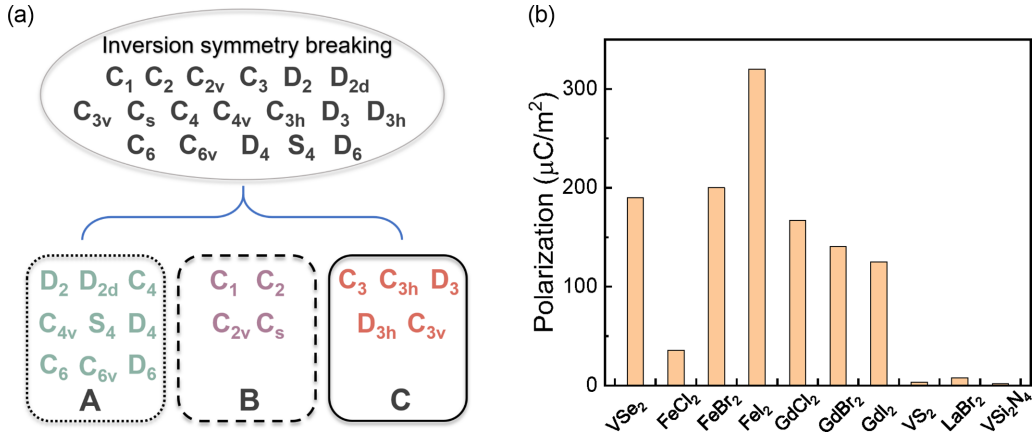 (a)
Inversion symmetry breaking
C₁ C₂ C₂ᵥ C₃ D₂ D₂d
C₃ᵥ Cₛ C₄ C₄ᵥ C₃ₕ D₃ D₃ₕ
C₆ C₆ᵥ D₄ S₄ D₆
D₂ D₂d C₄
C₄ᵥ S₄ D₄
C₆ C₆ᵥ D₆
A
C₁ C₂
C₂ᵥ Cₛ
B
C₃ C₃ₕ D₃
D₃ₕ C₃ᵥ
C
(b)
Polarization (μC/m²)
300
200
100
0
VSe₂ FeCl₂ FeBr₂ FeI₂ GdCl₂ GdBr₂ GdI₂ VS₂ LaBr₂ VSi₂N₄